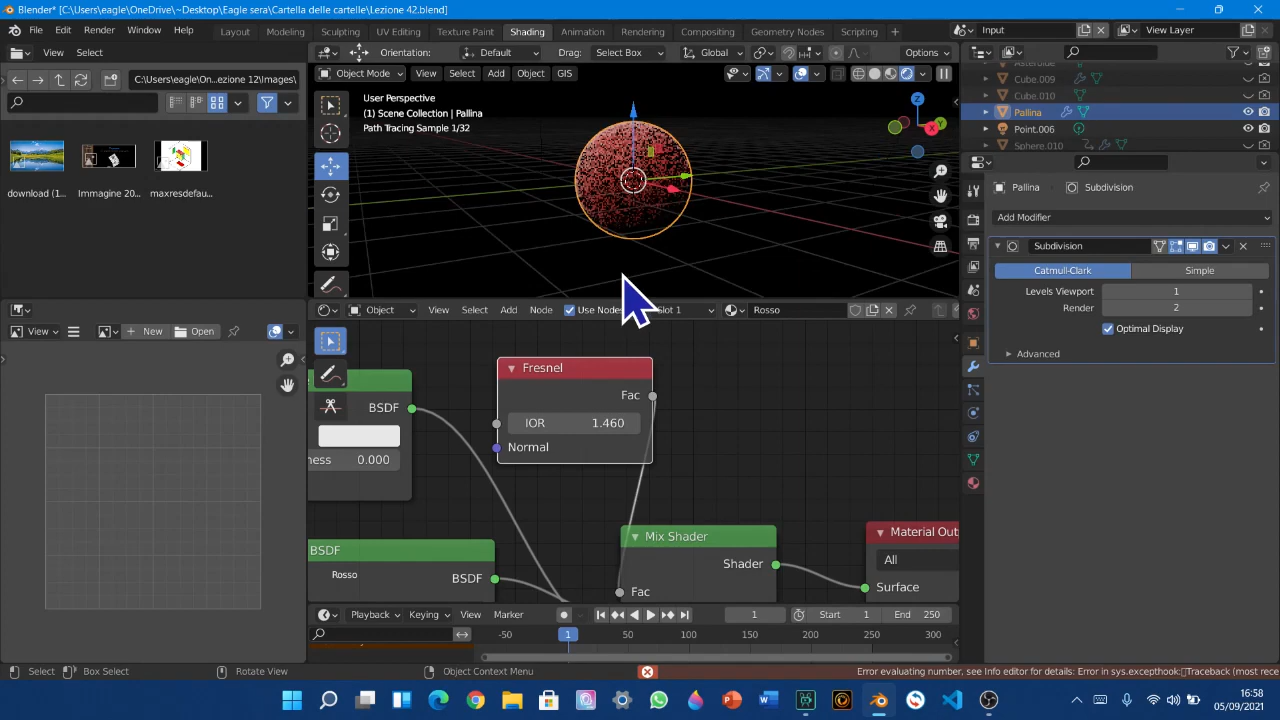 Blender* [C:\Users\eagle\OneDrive\~Desktop\Eagle sera\Cartella delle cartelle\Lezione 42.blend]
File Edit Render Window Help Layout Modeling Sculpting UV Editing Texture Paint Shading Animation Rendering Compositing Geometry Nodes Scripting Input View Layer
View Select Orientation: Default Drag: Select Box Global Options
C:\Users\eagle\On...ezione 12\Images\
Object Mode View Select Add Object GIS
User Perspective
(1) Scene Collection | Pallina
Path Tracing Sample 1/32
Z
Y
X
download (1...
Immagine 20...
maxresdefau...
Cube.009
Cube.010
Pallina
Point.006
Sphere.010
Pallina Subdivision
Add Modifier
Subdivision
Catmull-Clark Simple
Levels Viewport 1
Render 2
Optimal Display
Advanced
View New Open
Object View Select Add Node Use Node Slot 1 Rosso
BSDF
ness 0.000
Fresnel
Fac
IOR 1.460
Normal
BSDF
Rosso
BSDF
Mix Shader
Shader
Fac
Material Out
All
Surface
Playback Keying View Marker 1 Start 1 End 250
-50 1 50 100 150 200 250 300
Select Box Select Rotate View Object Context Menu Error evaluating number, see Info editor for details: Error in sys.excepthook: Traceback (most rece
16:58
05/09/2021